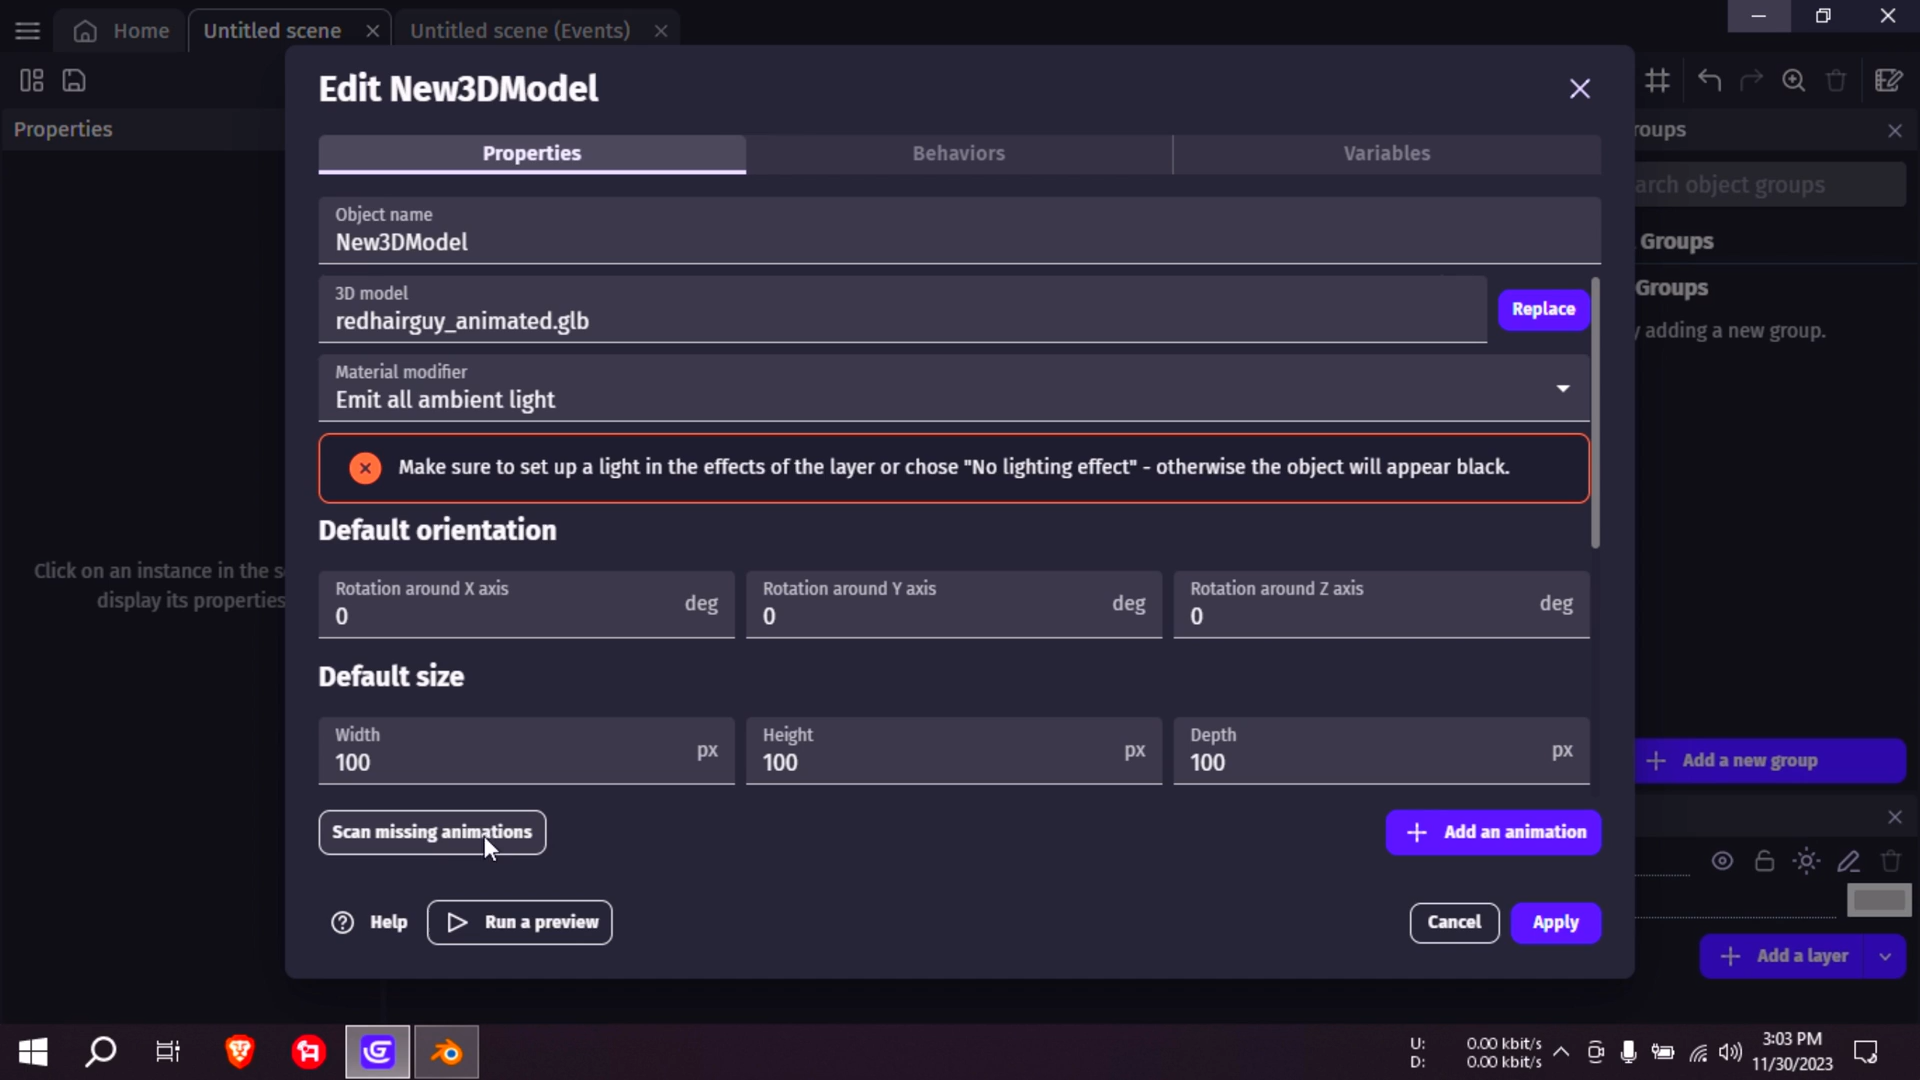 Home
Untitled scene
Untitled scene (Events)
Edit New3DModel
Properties
roups
Properties
Behaviors
Variables
arch object groups
Object name
New3DModel
Groups
3D model
redhairguy_animated.glb
Replace
Groups
adding a new group.
Material modifier
Emit all ambient light
Make sure to set up a light in the effects of the layer or chose "No lighting effect" - otherwise the object will appear black.
Default orientation
Click on an instance in the s
display its properties
Rotation around X axis
0
deg
Rotation around Y axis
0
deg
Rotation around Z axis
0
deg
Default size
Width
100
px
Height
100
px
Depth
100
px
Add a new group
Scan missing animations
Add an animation
Help
Run a preview
Cancel
Apply
Add a layer
U: 0.00 kbit/s
D: 0.00 kbit/s
3:03 PM
11/30/2023